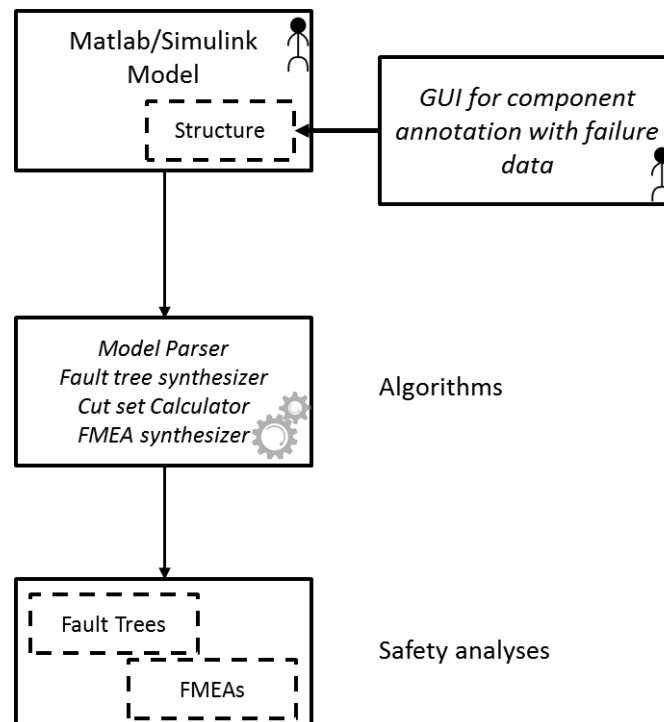 Matlab/Simulink
Model
Structure
GUI for component
annotation with failure
data
Model Parser
Fault tree synthesizer
Cut set Calculator
FMEA synthesizer
Algorithms
Fault Trees
FMEAs
Safety analyses